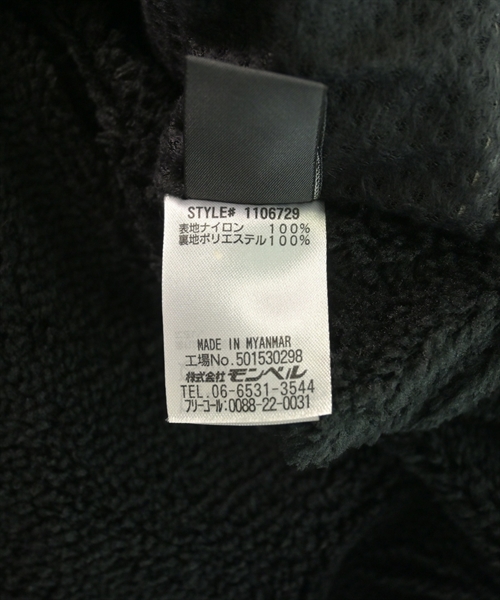 STYLE# 1106729
表地ナイロン 100%
裏地ポリエステル100%
MADE IN MYANMAR
工場No.501530298
株式会社 モンベル
TEL.06-6531-3544
フリーコール:0088-22-0031